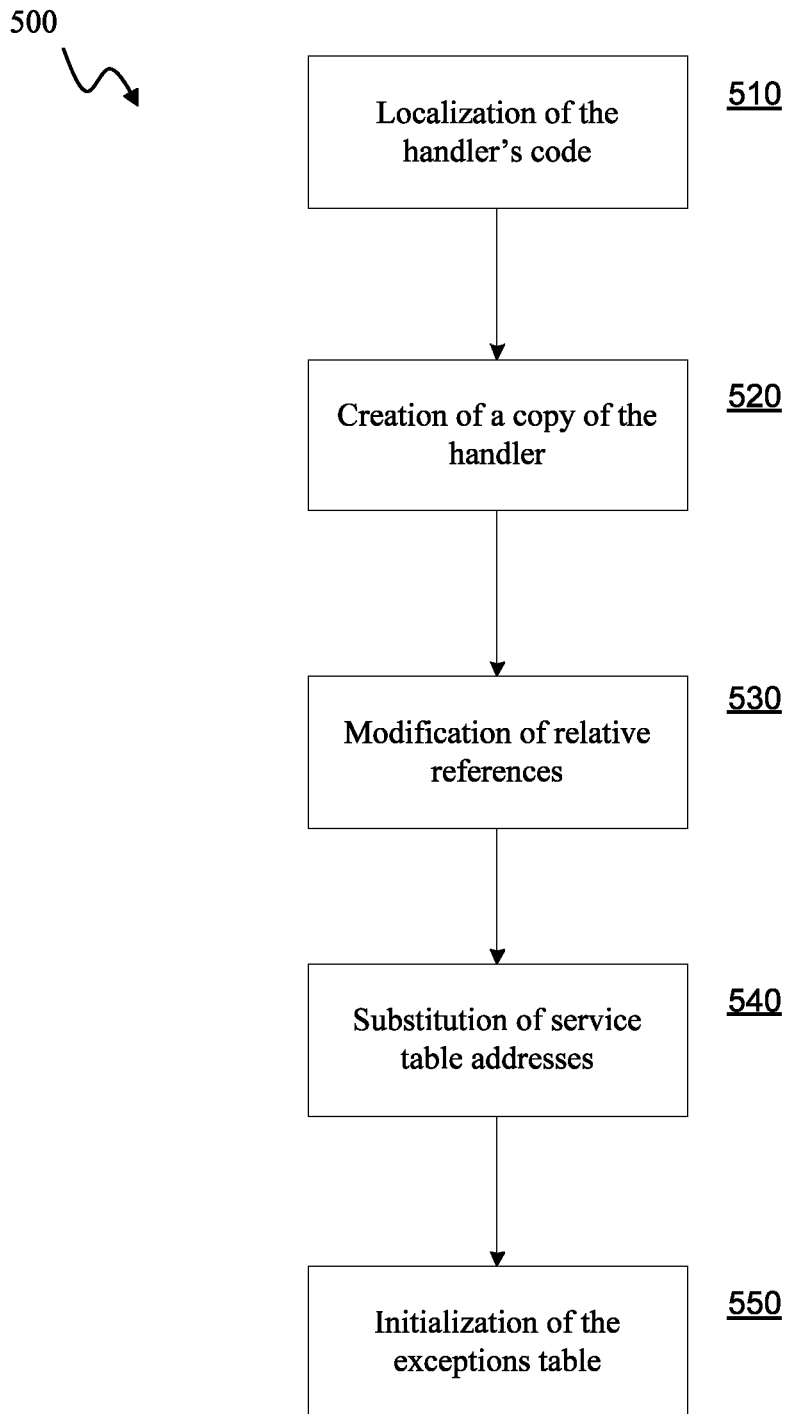 500
510
Localization of the
handler’s code
520
Creation of a copy of the
handler
530
Modification of relative
references
540
Substitution of service
table addresses
550
Initialization of the
exceptions table